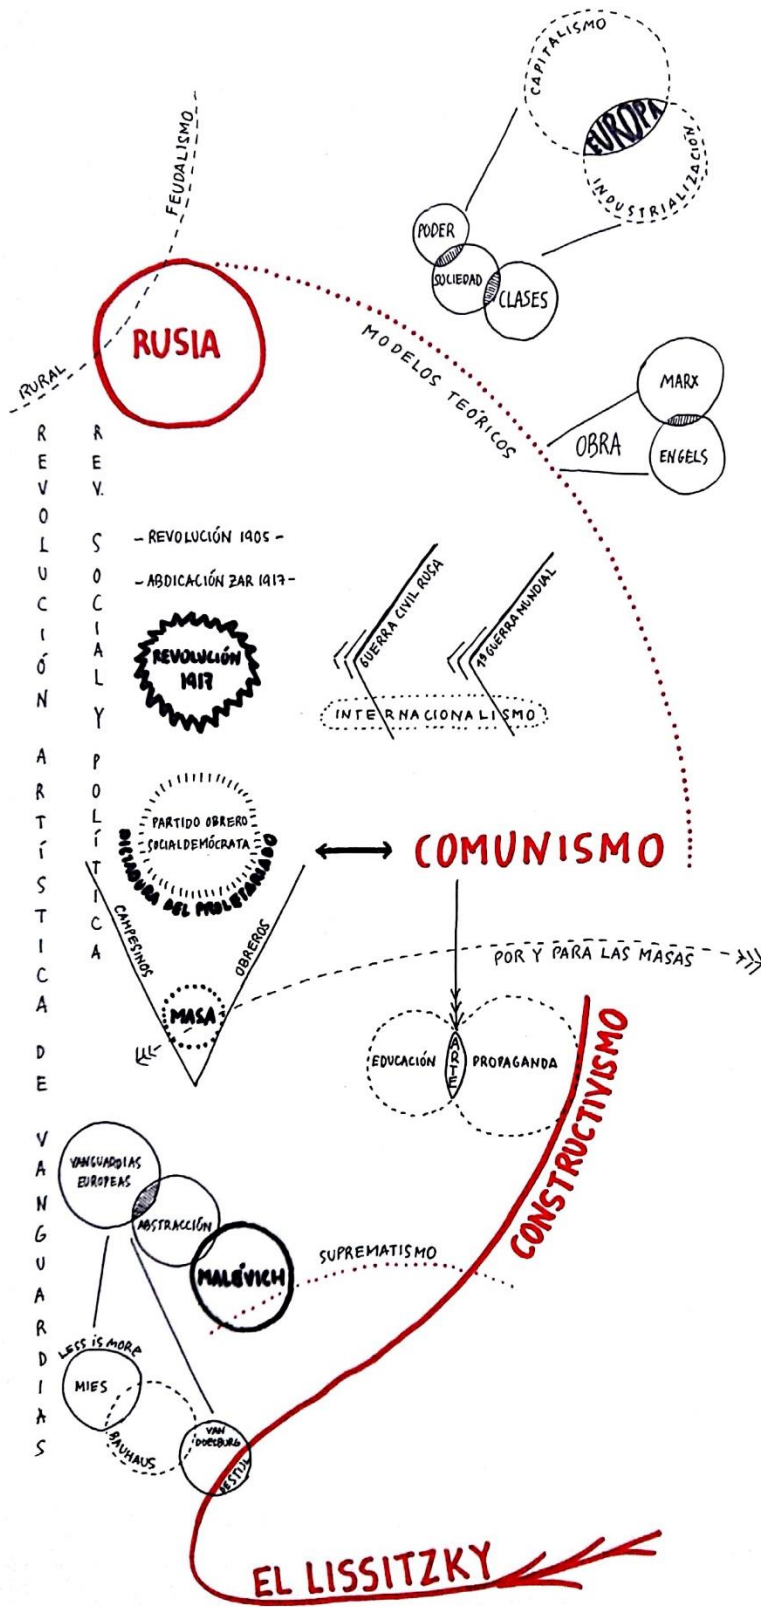 CAPITALISMO
EUROPA
INDUSTRIALIZACIÓN
FEUDALISMO
PODER
SOCIEDAD
CLASES
RUSIA
RURAL
MODELOS TEÓRICOS
MARX
OBRA
ENGELS
REVOLUCIÓN ARTÍSTICA DE VANGUARDIAS
REV. SOCIAL Y POLÍTICA
- REVOLUCIÓN 1905 -
- ABDICACIÓN ZAR 1917 -
REVOLUCIÓN
1917
GUERRA CIVIL RUSA
1ª GUERRA MUNDIAL
INTERNACIONALISMO
PARTIDO OBRERO
SOCIALDEMÓCRATA
DICTADURA DEL PROLETARIADO
COMUNISMO
CAMPESINOS
OBREROS
MASA
POR Y PARA LAS MASAS
EDUCACIÓN
ARTE
PROPAGANDA
CONSTRUCTIVISMO
VANGUARDIAS
EUROPEAS
ABSTRACCIÓN
MALÉVICH
SUPREMATISMO
LESS IS MORE
MIES
BAUHAUS
VAN
DOESBURG
DESTIJL
EL LISSITZKY